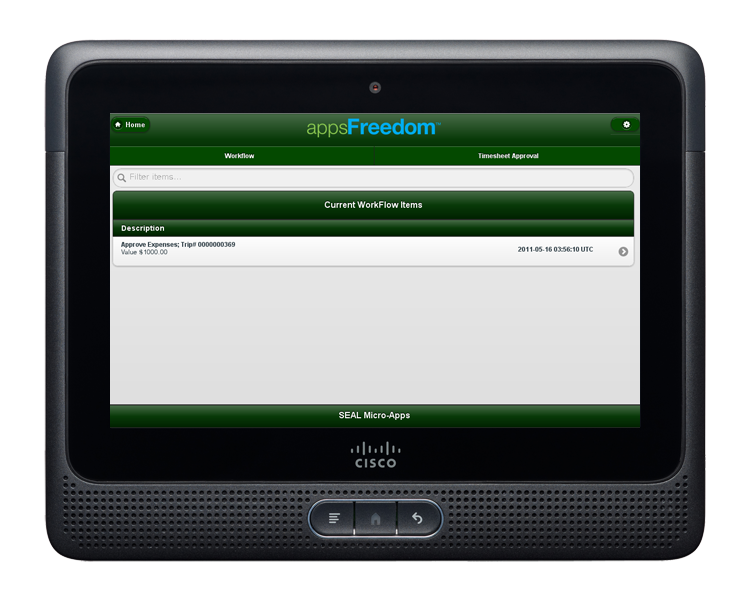 Home
appsFreedom™
Workflow
Timesheet Approval
Filter items...
Current WorkFlow Items
Description
Approve Expenses; Trip# 0000000369
Value $1000.00
2011-05-16 03:56:10 UTC
SEAL Micro-Apps
CISCO